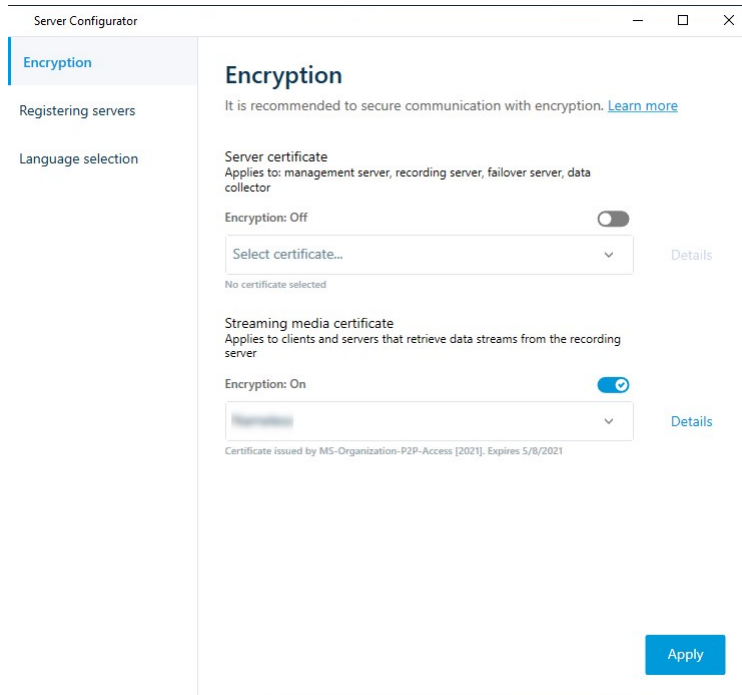 Server Configurator
Encryption
Registering servers
Language selection
Encryption
It is recommended to secure communication with encryption. Learn more
Server certificate
Applies to: management server, recording server, failover server, data
collector
Encryption: Off
Select certificate...
Details
No certificate selected
Streaming media certificate
Applies to clients and servers that retrieve data streams from the recording
server
Encryption: On
Details
Certificate issued by MS-Organization-P2P-Access [2021]. Expires 5/8/2021
Apply